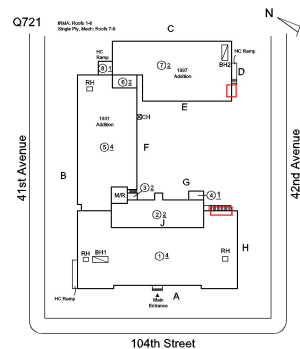 Q721
IRMA: Roofs 1-6
Single Ply, Mech: Roofs 7-8
N
C
HC
Ramp
8 1
6 2
7 2
1997
Addition
BH2
HC Ramp
D
E
RH
1931
Addition
CH
5 4
F
B
41st Avenue
42nd Avenue
M/R
3 2
G
4 1
2 2
J
H
RH
BH1
1 4
RH
HC Ramp
A
Main
Entrance
104th Street